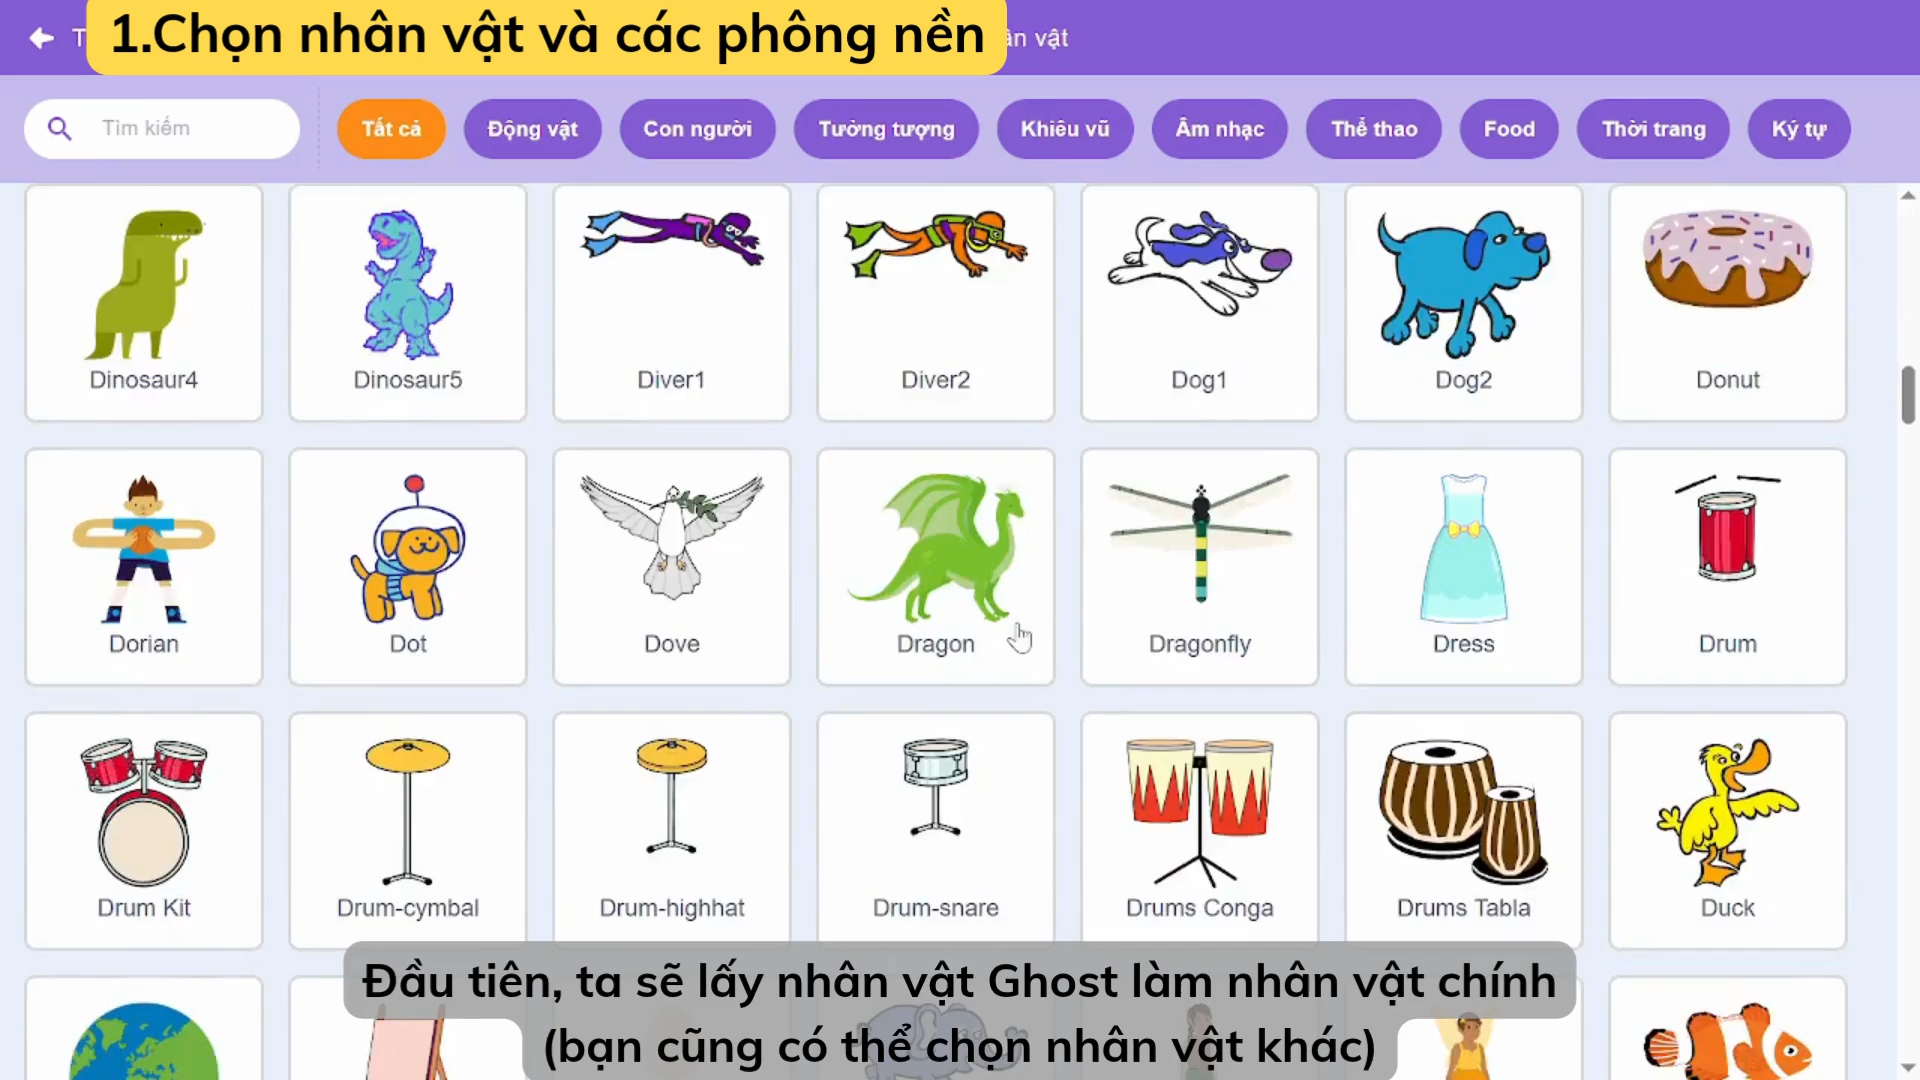 1.Chọn nhân vật và các phông nền
T
ân vật
Tìm kiếm
Tất cả
Động vật
Con người
Tưởng tượng
Khiêu vũ
Âm nhạc
Thể thao
Food
Thời trang
Ký tự
Dinosaur4
Dinosaur5
Diver1
Diver2
Dog1
Dog2
Donut
Dorian
Dot
Dove
Dragon
Dragonfly
Dress
Drum
Drum Kit
Drum-cymbal
Drum-highhat
Drum-snare
Drums Conga
Drums Tabla
Duck
Đầu tiên, ta sẽ lấy nhân vật Ghost làm nhân vật chính
(bạn cũng có thể chọn nhân vật khác)